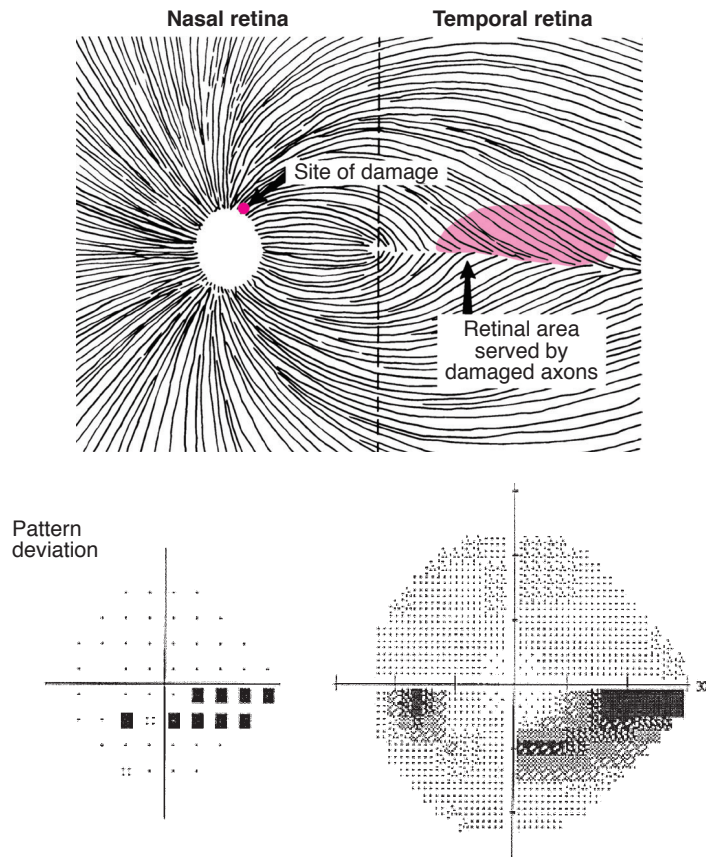 Nasal retina
Temporal retina
Site of damage
Retinal area
served by
damaged axons
Pattern
deviation
30